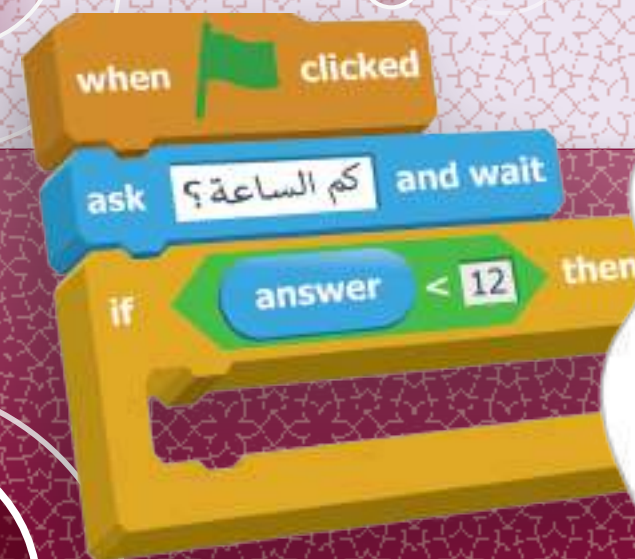 when clicked
ask كم الساعة؟ and wait
if answer < 12 then